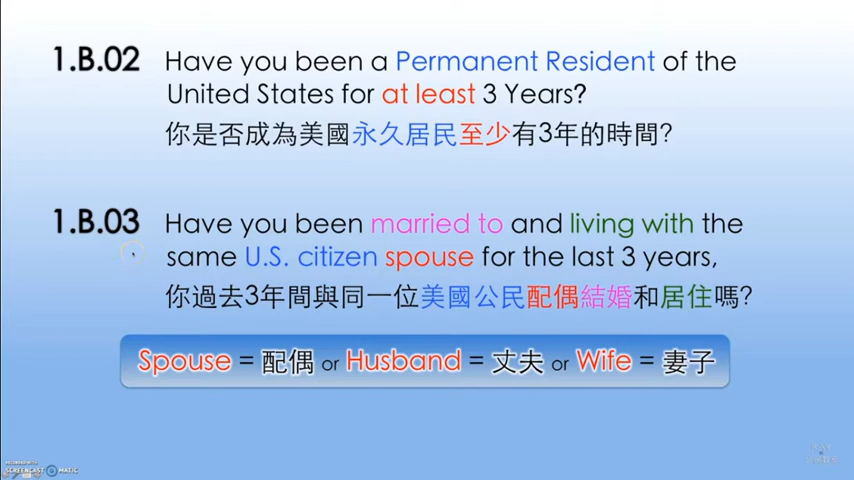 1.B.02 Have you been a Permanent Resident of the
United States for at least 3 Years?
你是否成為美國永久居民至少有3年的時間?
1.B.03 Have you been married to and living with the
same U.S. citizen spouse for the last 3 years,
你過去3年間與同一位美國公民配偶結婚和居住嗎?
Spouse = 配偶 or Husband = 丈夫 or Wife = 妻子
RECORDED WITH
SCREENCAST MATIC